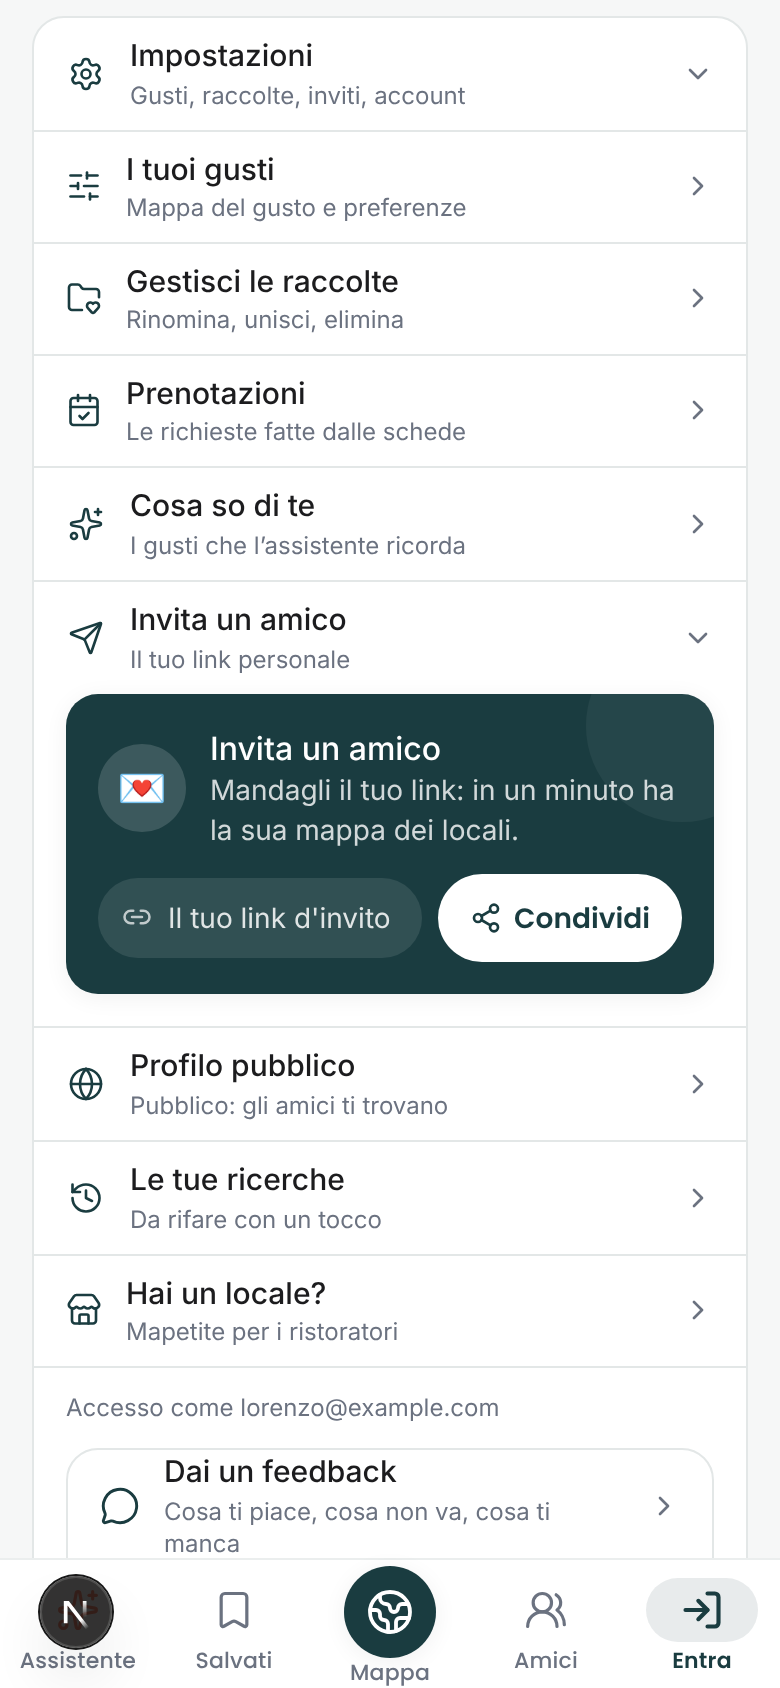 Impostazioni
Gusti, raccolte, inviti, account
I tuoi gusti
Mappa del gusto e preferenze
Gestisci le raccolte
Rinomina, unisci, elimina
Prenotazioni
Le richieste fatte dalle schede
Cosa so di te
I gusti che l’assistente ricorda
Invita un amico
Il tuo link personale
Invita un amico
Mandagli il tuo link: in un minuto ha
la sua mappa dei locali.
Il tuo link d'invito
Condividi
Profilo pubblico
Pubblico: gli amici ti trovano
Le tue ricerche
Da rifare con un tocco
Hai un locale?
Mapetite per i ristoratori
Accesso come lorenzo@example.com
Dai un feedback
Cosa ti piace, cosa non va, cosa ti
manca
N
Assistente
Salvati
Mappa
Amici
Entra